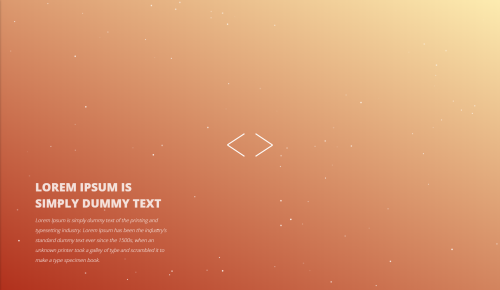 LOREM IPSUM IS
SIMPLY DUMMY TEXT
Lorem Ipsum is simply dummy text of the printing and
typesetting industry. Lorem Ipsum has been the industry's
standard dummy text ever since the 1500s, when an
unknown printer took a galley of type and scrambled it to
make a type specimen book.